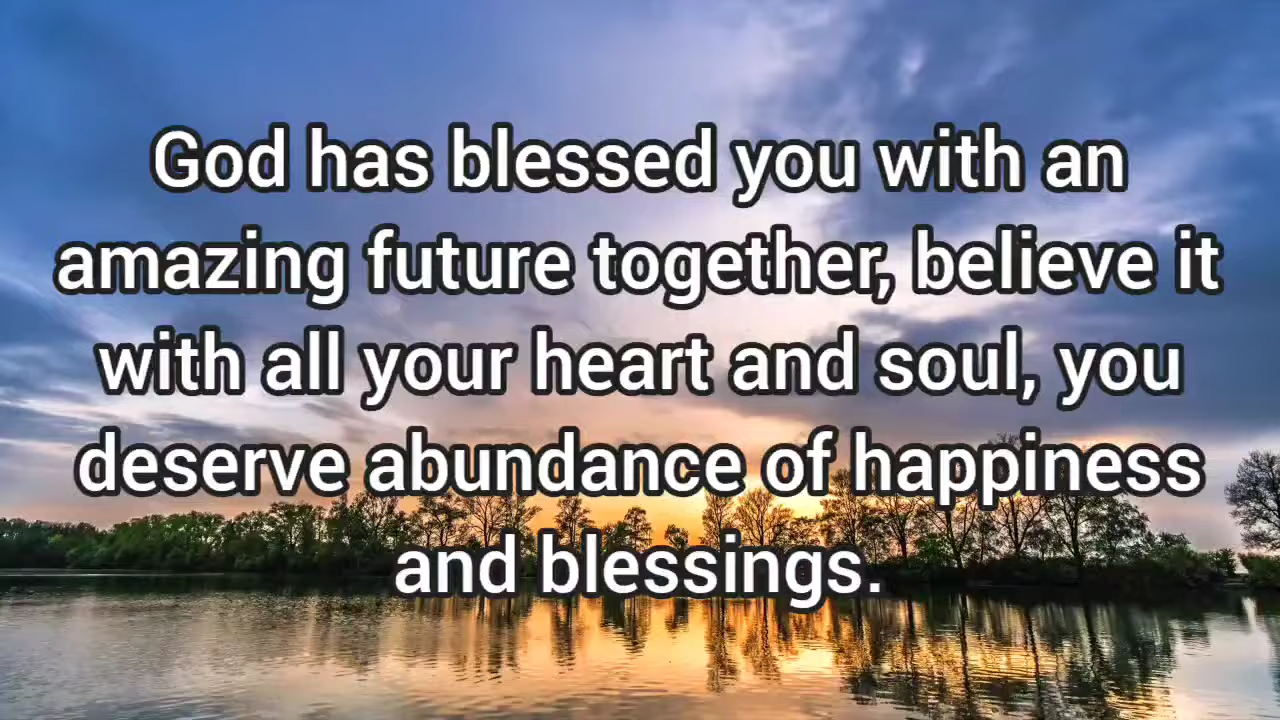 God has blessed you with an
amazing future together, believe it
with all your heart and soul, you
deserve abundance of happiness
and blessings.